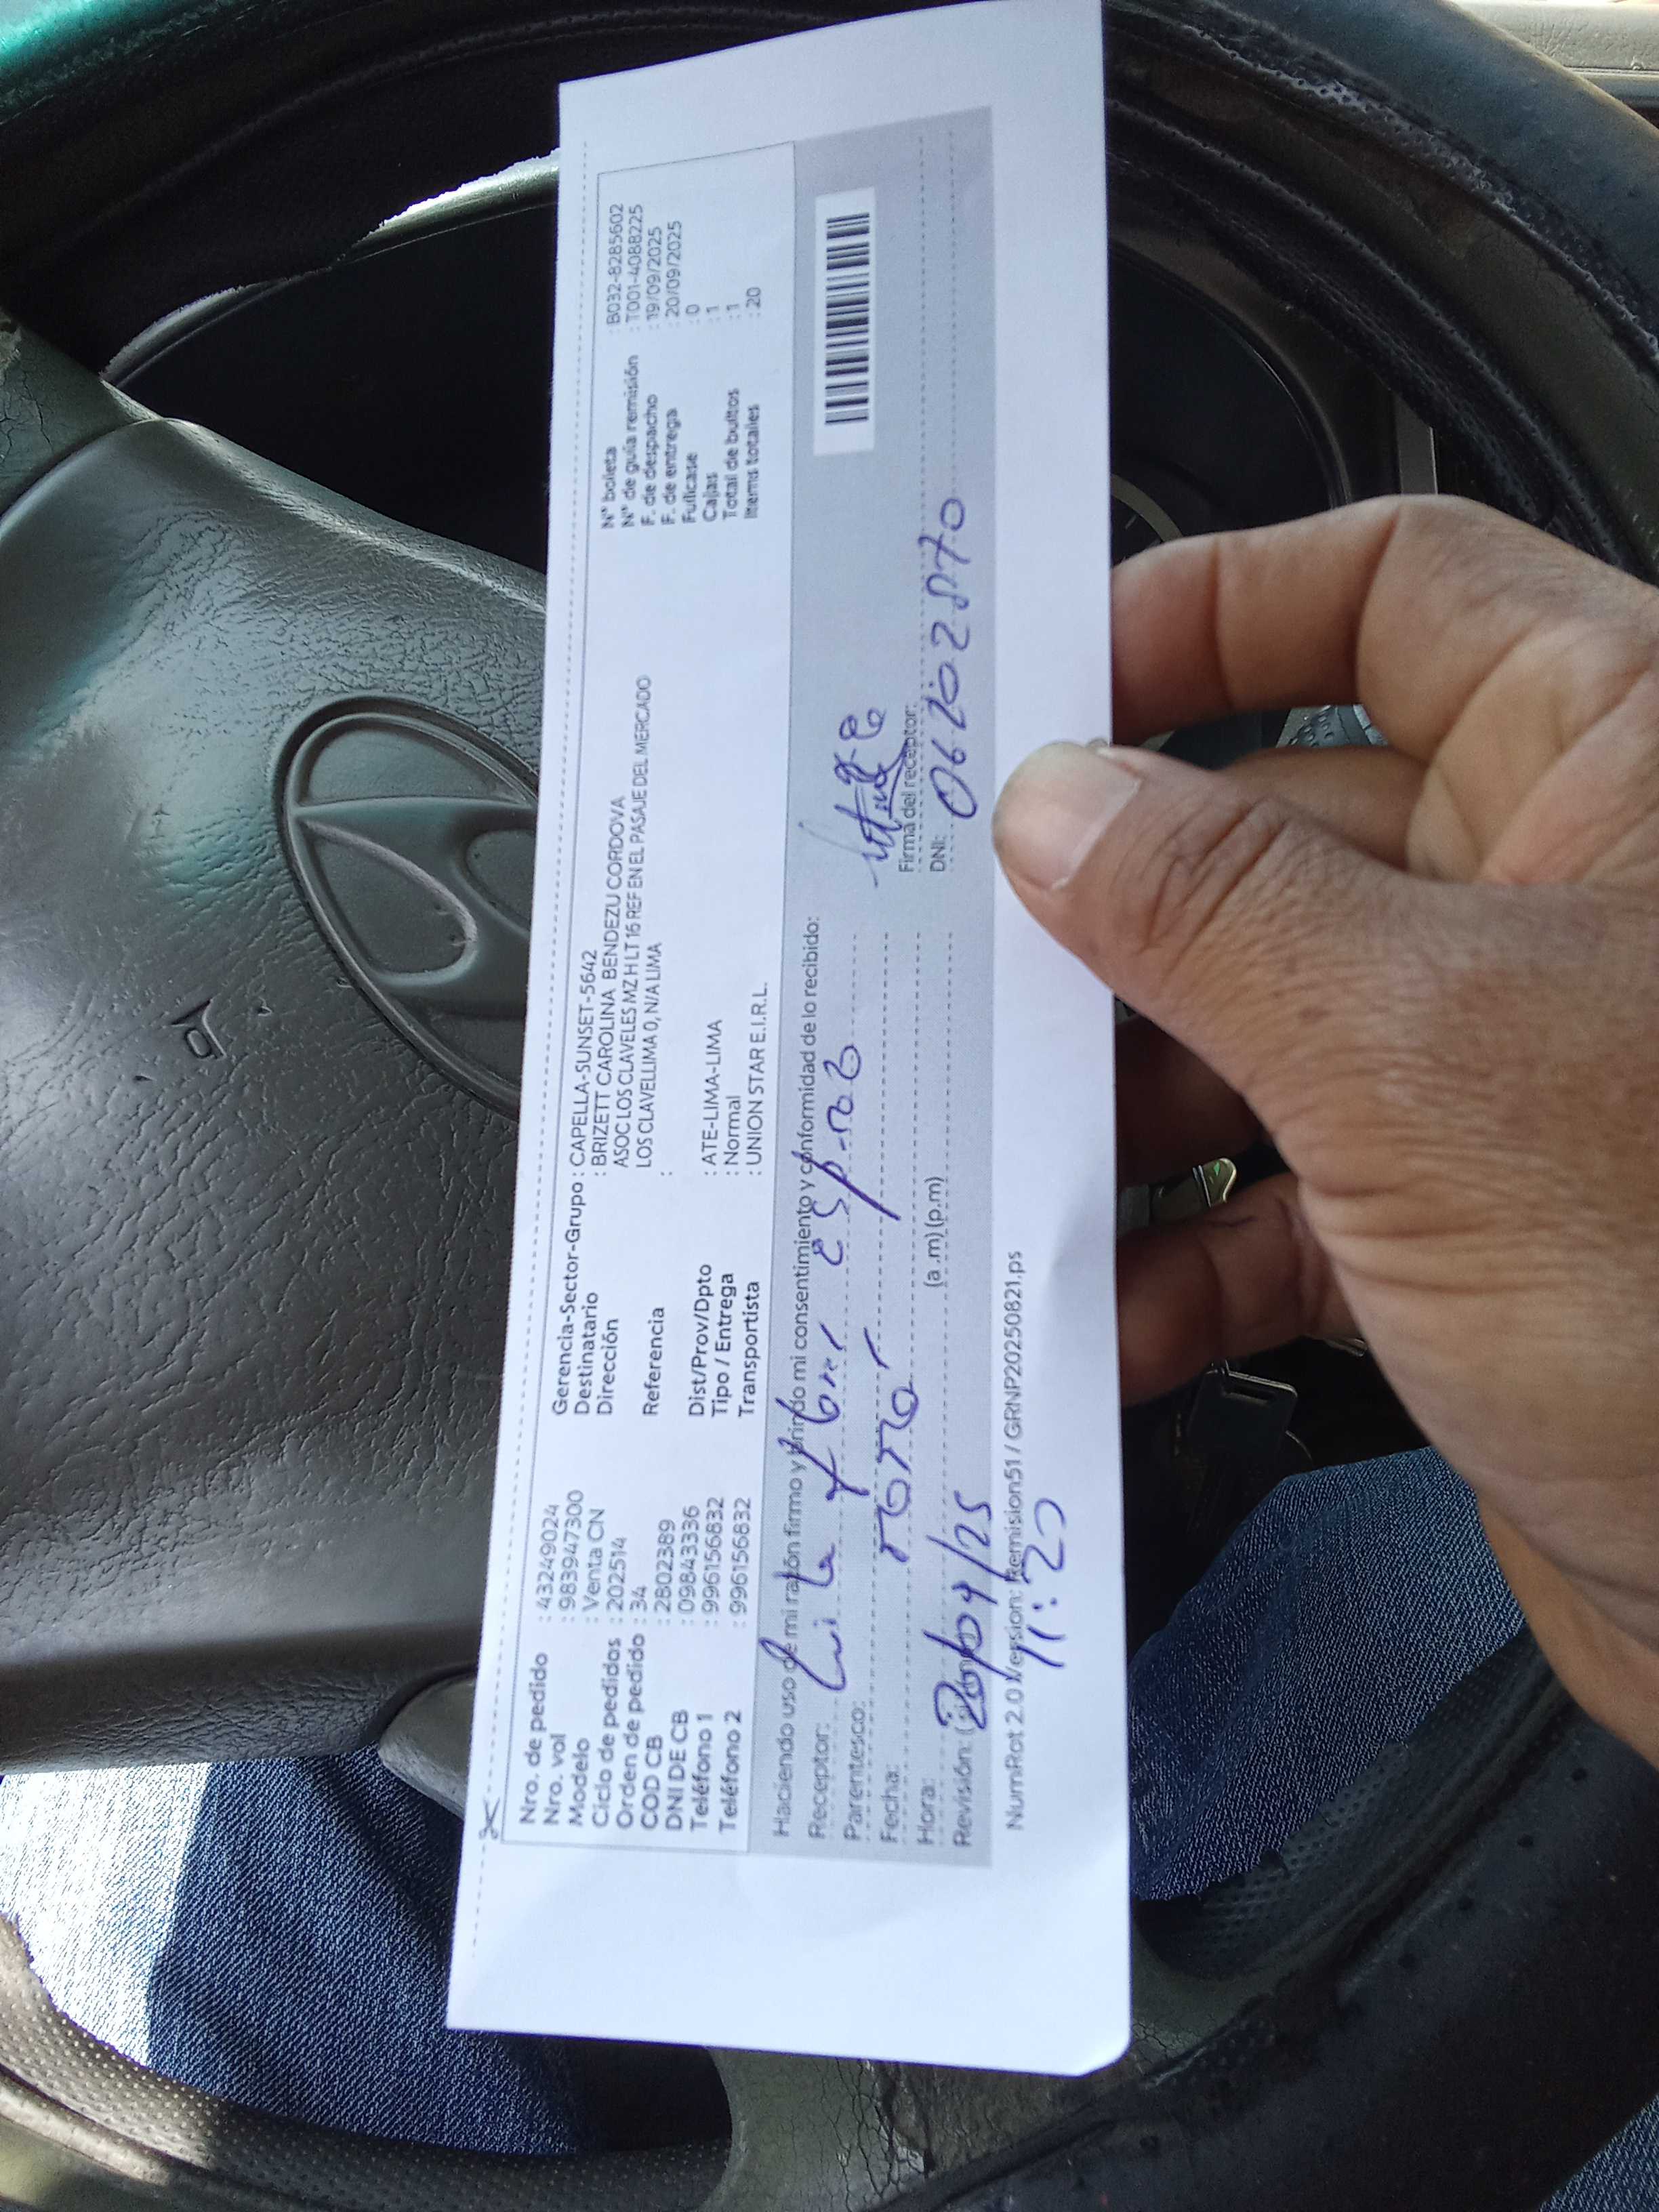 Nro. de pedido : 43249024
Nro. vol : 983947300
Modelo : Venta CN
Ciclo de pedidos : 202514
Orden de pedido : 34
COD CB : 2802389
DNI DE CB : 09843336
Teléfono 1 : 996156832
Teléfono 2 : 996156832
Gerencia-Sector-Grupo : CAPELLA-SUNSET-5642
Destinatario : BRIZETT CAROLINA BENDEZU CORDOVA
Dirección ASOC LOS CLAVELES MZ H LT 16 REF EN EL PASAJE DEL MERCADO
LOS CLAVELLIMA 0, N/A LIMA
Referencia :
Dist/Prov/Dpto : ATE-LIMA-LIMA
Tipo / Entrega : Normal
Transportista : UNION STAR E.I.R.L.
N° boleta : B032-8285602
N° de guía remisión : T001-4088225
F. de despacho : 19/09/2025
F. de entrega : 20/09/2025
Fullcase : 0
Cajas : 1
Total de bultos : 1
Items totales : 20
Haciendo uso de mi razón firmo y brindo mi consentimiento y conformidad de lo recibido:
Receptor:
Parentesco:
Fecha:
Hora: (a.m)(p.m)
Revisión: (
20/09/25
11:20
Firma del receptor:
DNI:
NumRot 2.0 Version: Remision51 / GRNP20250821.ps